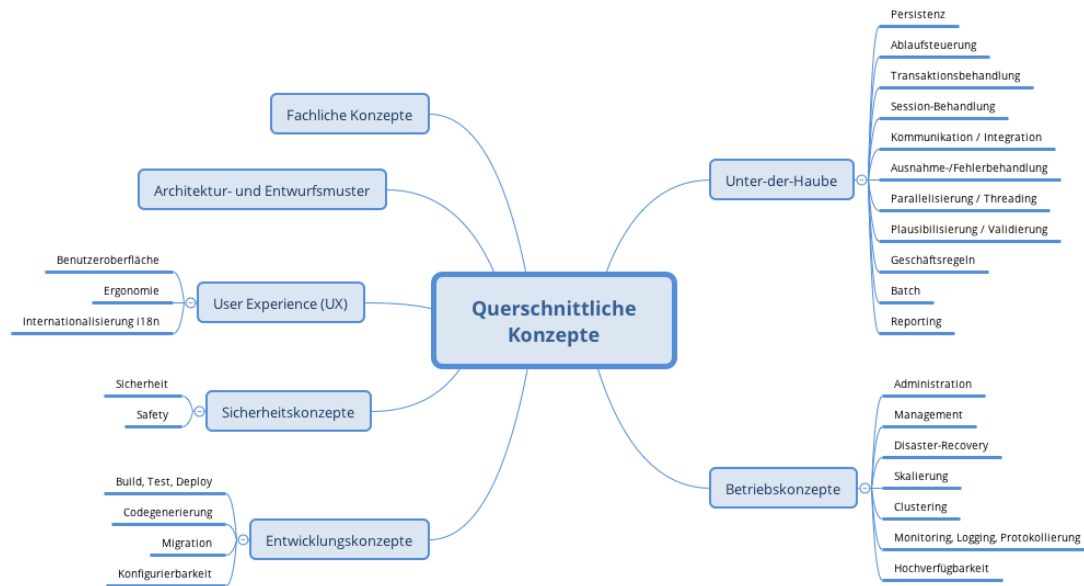 Querschnittliche
Konzepte
Fachliche Konzepte
Architektur- und Entwurfsmuster
User Experience (UX)
Benutzeroberfläche
Ergonomie
Internationalisierung i18n
Sicherheitskonzepte
Sicherheit
Safety
Entwicklungskonzepte
Build, Test, Deploy
Codegenerierung
Migration
Konfigurierbarkeit
Unter-der-Haube
Persistenz
Ablaufsteuerung
Transaktionsbehandlung
Session-Behandlung
Kommunikation / Integration
Ausnahme-/Fehlerbehandlung
Parallelisierung / Threading
Plausibilisierung / Validierung
Geschäftsregeln
Batch
Reporting
Betriebskonzepte
Administration
Management
Disaster-Recovery
Skalierung
Clustering
Monitoring, Logging, Protokollierung
Hochverfügbarkeit